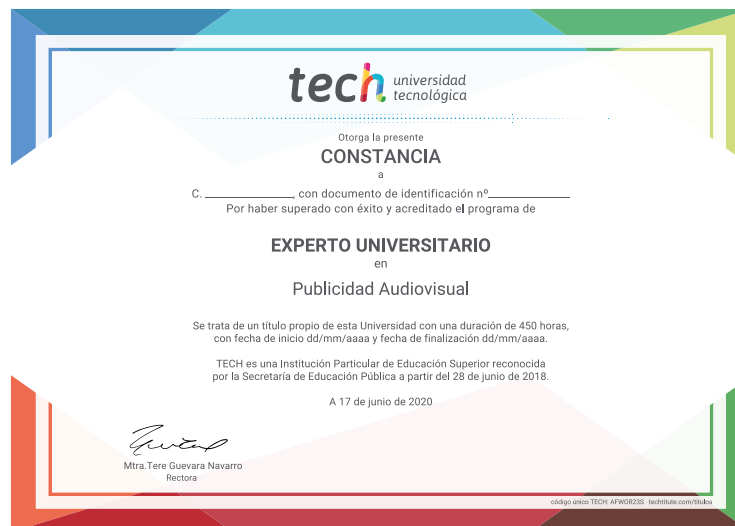 tech universidad
tecnológica
Otorga la presente
CONSTANCIA
a
C. ______________, con documento de identificación nº______________
Por haber superado con éxito y acreditado el programa de
EXPERTO UNIVERSITARIO
en
Publicidad Audiovisual
Se trata de un título propio de esta Universidad con una duración de 450 horas,
con fecha de inicio dd/mm/aaaa y fecha de finalización dd/mm/aaaa.
TECH es una Institución Particular de Educación Superior reconocida
por la Secretaría de Educación Pública a partir del 28 de junio de 2018.
A 17 de junio de 2020
Mtra.Tere Guevara Navarro
Rectora
código único TECH: AFWOR23S techtitute.com/titulos